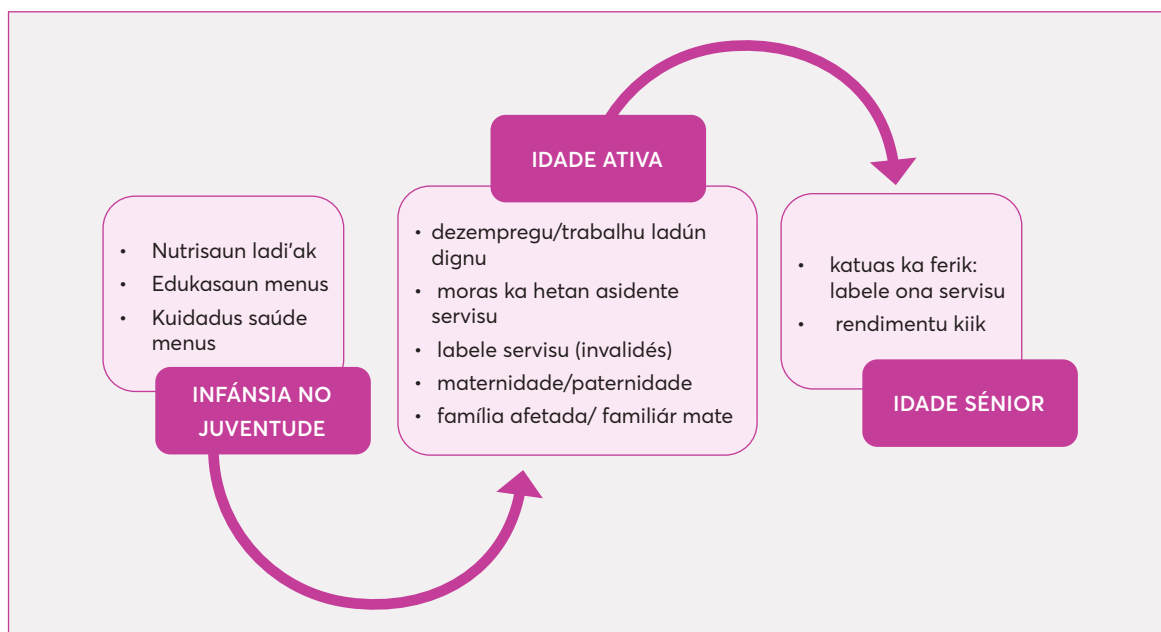 • Nutrisaun ladi'ak
• Edukasaun menus
• Kuidadus saúde
menus
INFÁNSIA NO
JUVENTUDE
IDADE ATIVA
• dezempregu/trabalhu ladún
dignu
• moras ka hetan asidente
servisu
• labele servisu (invalidés)
• maternidade/paternidade
• família afetada/ familiár mate
• katuas ka ferik:
labele ona servisu
• rendimentu kiik
IDADE SÉNIOR